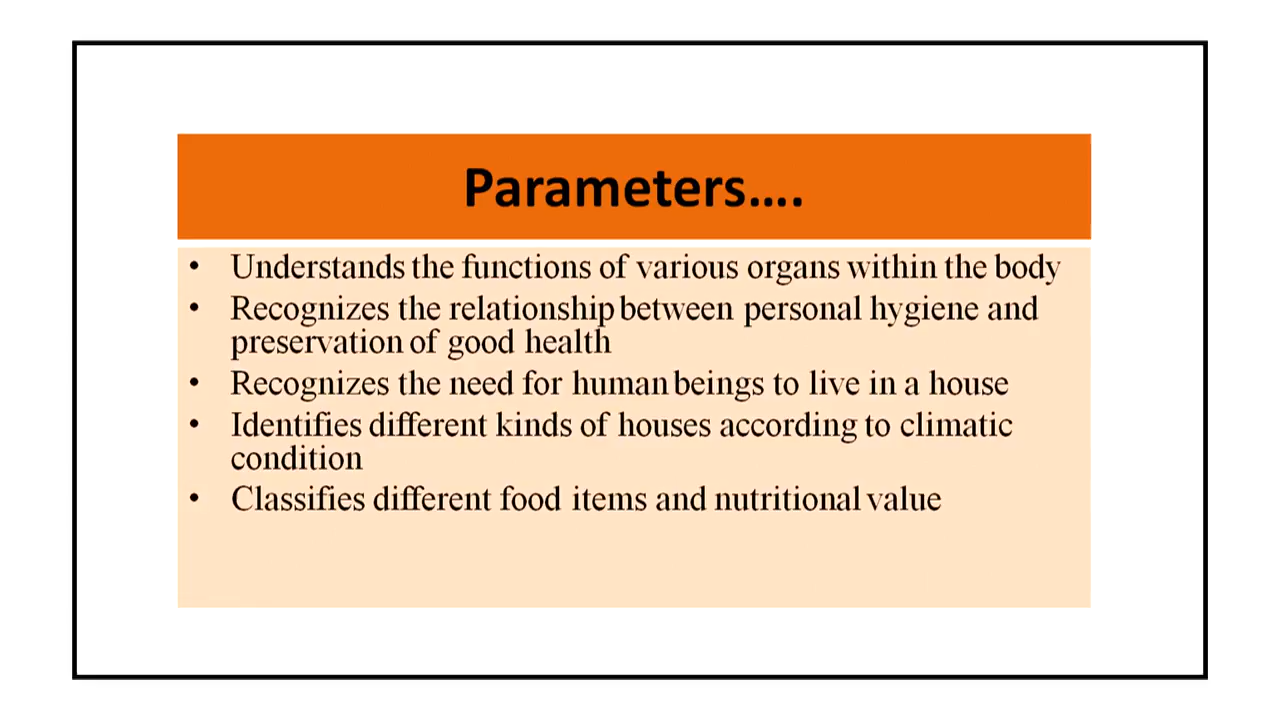 Parameters....
• Understands the functions of various organs within the body
• Recognizes the relationship between personal hygiene and
preservation of good health
• Recognizes the need for human beings to live in a house
• Identifies different kinds of houses according to climatic
condition
• Classifies different food items and nutritional value